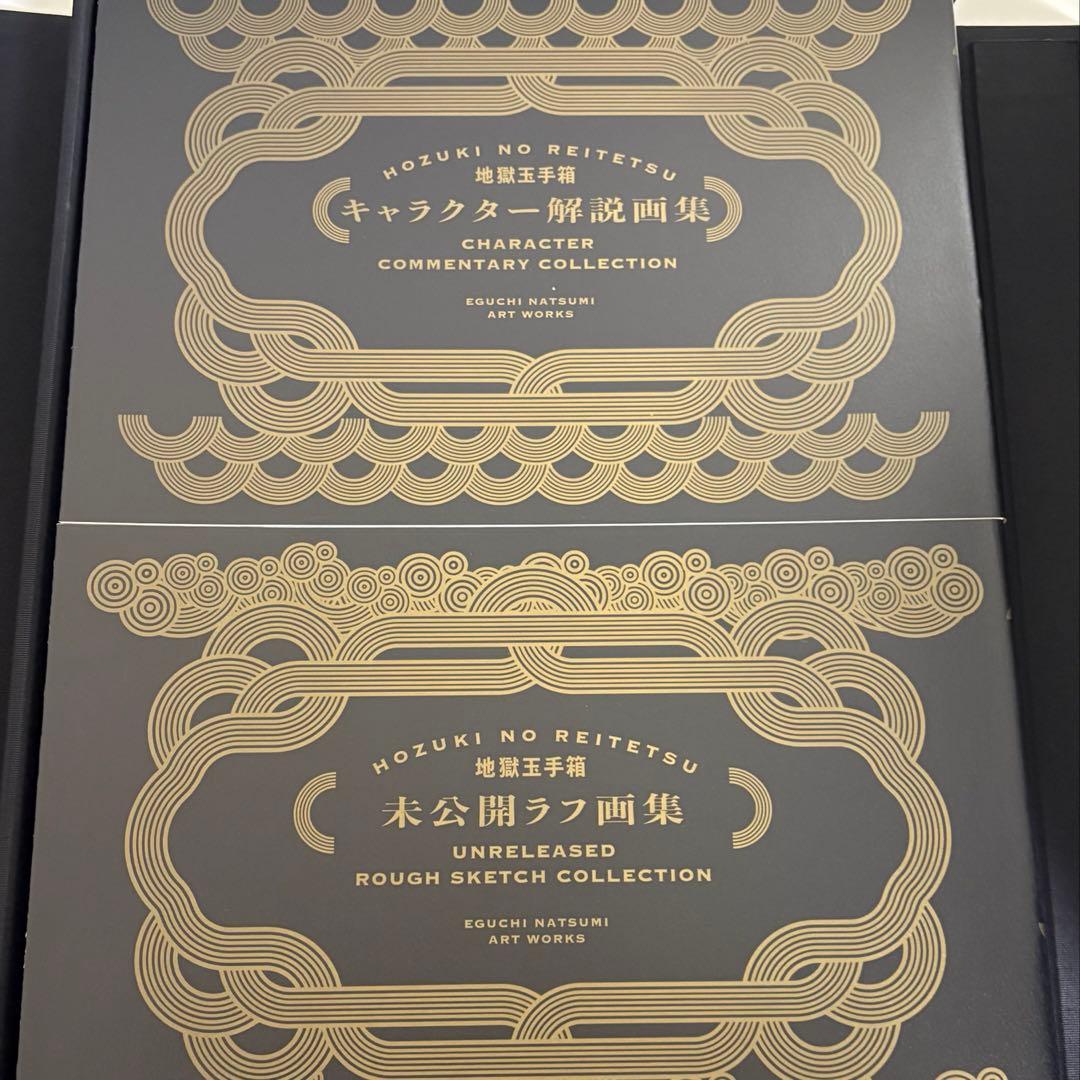 HOZUKI NO REITETSU
地獄玉手箱
キャラクター解説画集
CHARACTER
COMMENTARY COLLECTION
EGUCHI NATSUMI
ART WORKS
HOZUKI NO REITETSU
地獄玉手箱
未公開ラフ画集
UNRELEASED
ROUGH SKETCH COLLECTION
EGUCHI NATSUMI
ART WORKS